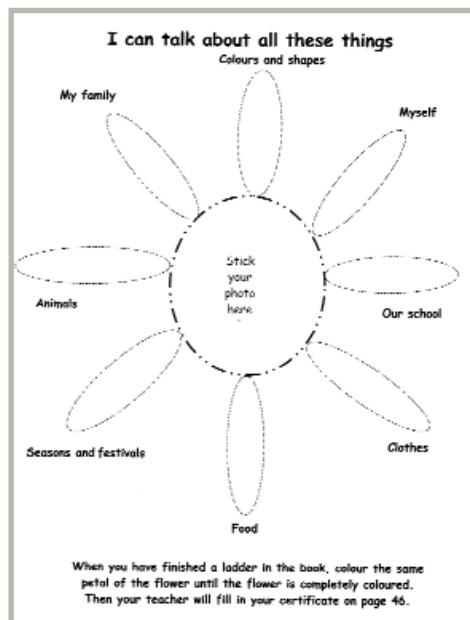 I can talk about all these things
Colours and shapes
My family
Myself
Stick
your
photo
here
Animals
Our school
Seasons and festivals
Clothes
Food
When you have finished a ladder in the book, colour the same
petal of the flower until the flower is completely coloured.
Then your teacher will fill in your certificate on page 46.